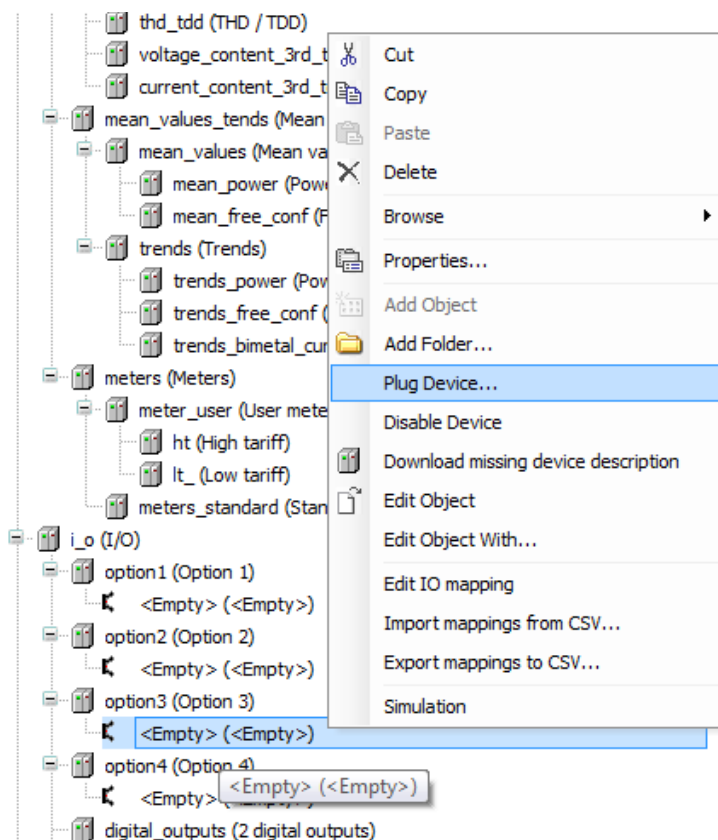 thd_tdd (THD / TDD)
voltage_content_3rd_t
current_content_3rd_t
mean_values_tends (Mean
mean_values (Mean va
mean_power (Pow
mean_free_conf (F
trends (Trends)
trends_power (Pow
trends_free_conf (
trends_bimetal_cur
meters (Meters)
meter_user (User mete
ht (High tariff)
lt_ (Low tariff)
meters_standard (Stan
i_o (I/O)
option1 (Option 1)
<Empty> (<Empty>)
option2 (Option 2)
<Empty> (<Empty>)
option3 (Option 3)
<Empty> (<Empty>)
option4 (Option 4)
<Empty>
digital_outputs (2 digital outputs)
Cut
Copy
Paste
Delete
Browse
Properties...
Add Object
Add Folder...
Plug Device...
Disable Device
Download missing device description
Edit Object
Edit Object With...
Edit IO mapping
Import mappings from CSV...
Export mappings to CSV...
Simulation
<Empty> (<Empty>)